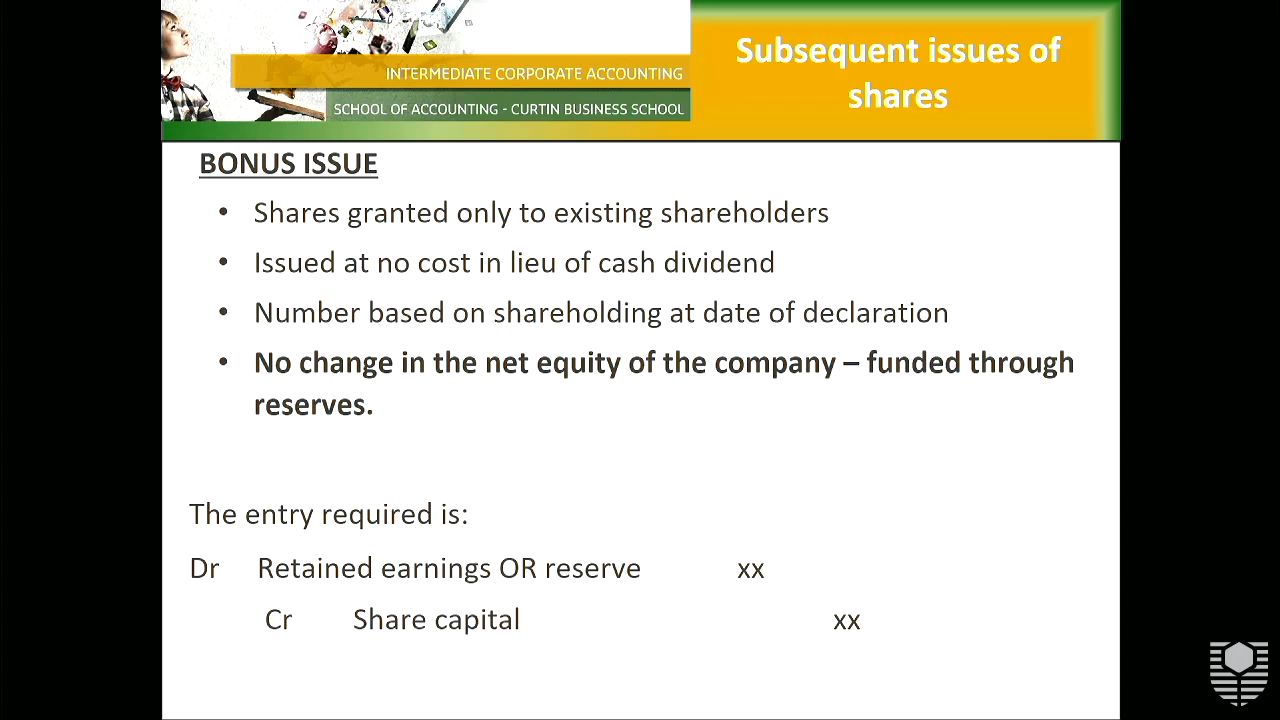 INTERMEDIATE CORPORATE ACCOUNTING
SCHOOL OF ACCOUNTING - CURTIN BUSINESS SCHOOL
Subsequent issues of
shares
BONUS ISSUE
• Shares granted only to existing shareholders
• Issued at no cost in lieu of cash dividend
• Number based on shareholding at date of declaration
• No change in the net equity of the company – funded through
reserves.
The entry required is:
Dr Retained earnings OR reserve xx
Cr Share capital xx